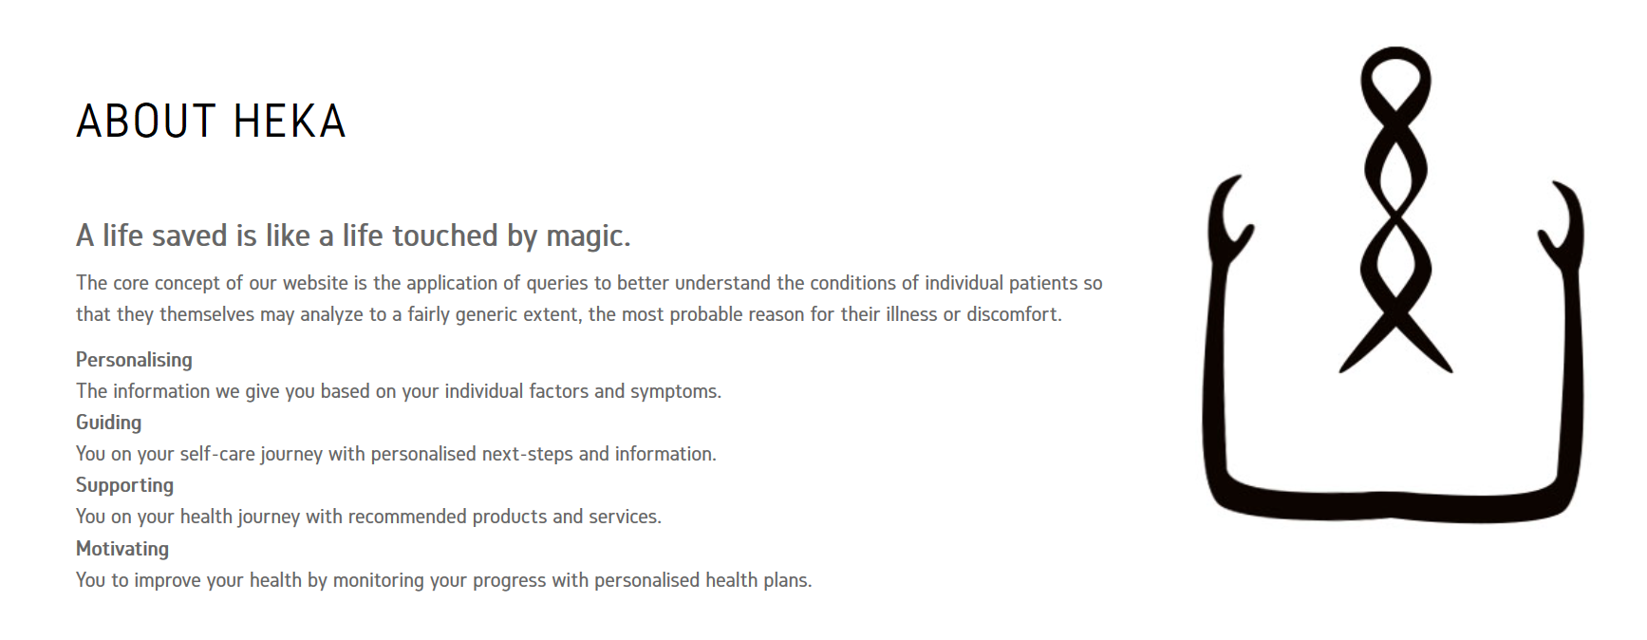 ABOUT HEKA
A life saved is like a life touched by magic.
The core concept of our website is the application of queries to better understand the conditions of individual patients so
that they themselves may analyze to a fairly generic extent, the most probable reason for their illness or discomfort.
Personalising
The information we give you based on your individual factors and symptoms.
Guiding
You on your self-care journey with personalised next-steps and information.
Supporting
You on your health journey with recommended products and services.
Motivating
You to improve your health by monitoring your progress with personalised health plans.